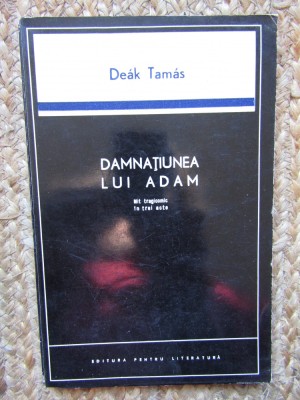 Deák Tamás
DAMNAȚIUNEA
LUI ADAM
Mit tragicomic
în trei acte
EDITURA PENTRU LITERATURĂ